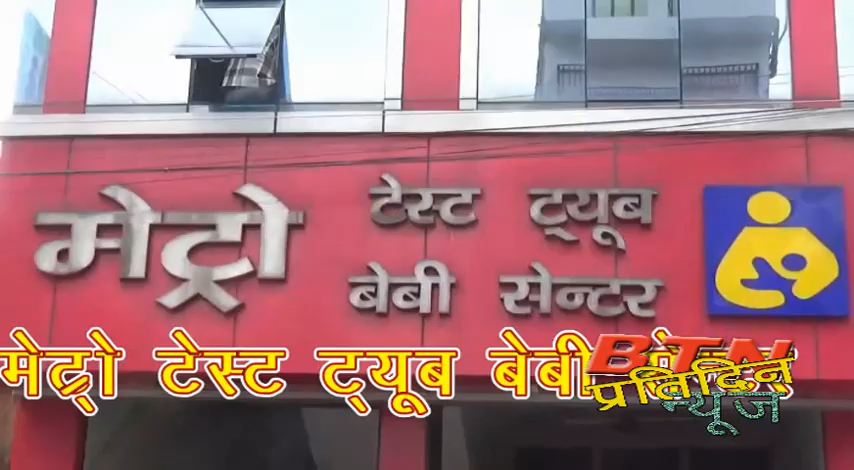 मेट्रो टेस्ट ट्यूब
बेबी सेन्टर
मेट्रो टेस्ट ट्यूब बेबी
BTN
प्रतिदिन
न्यूज